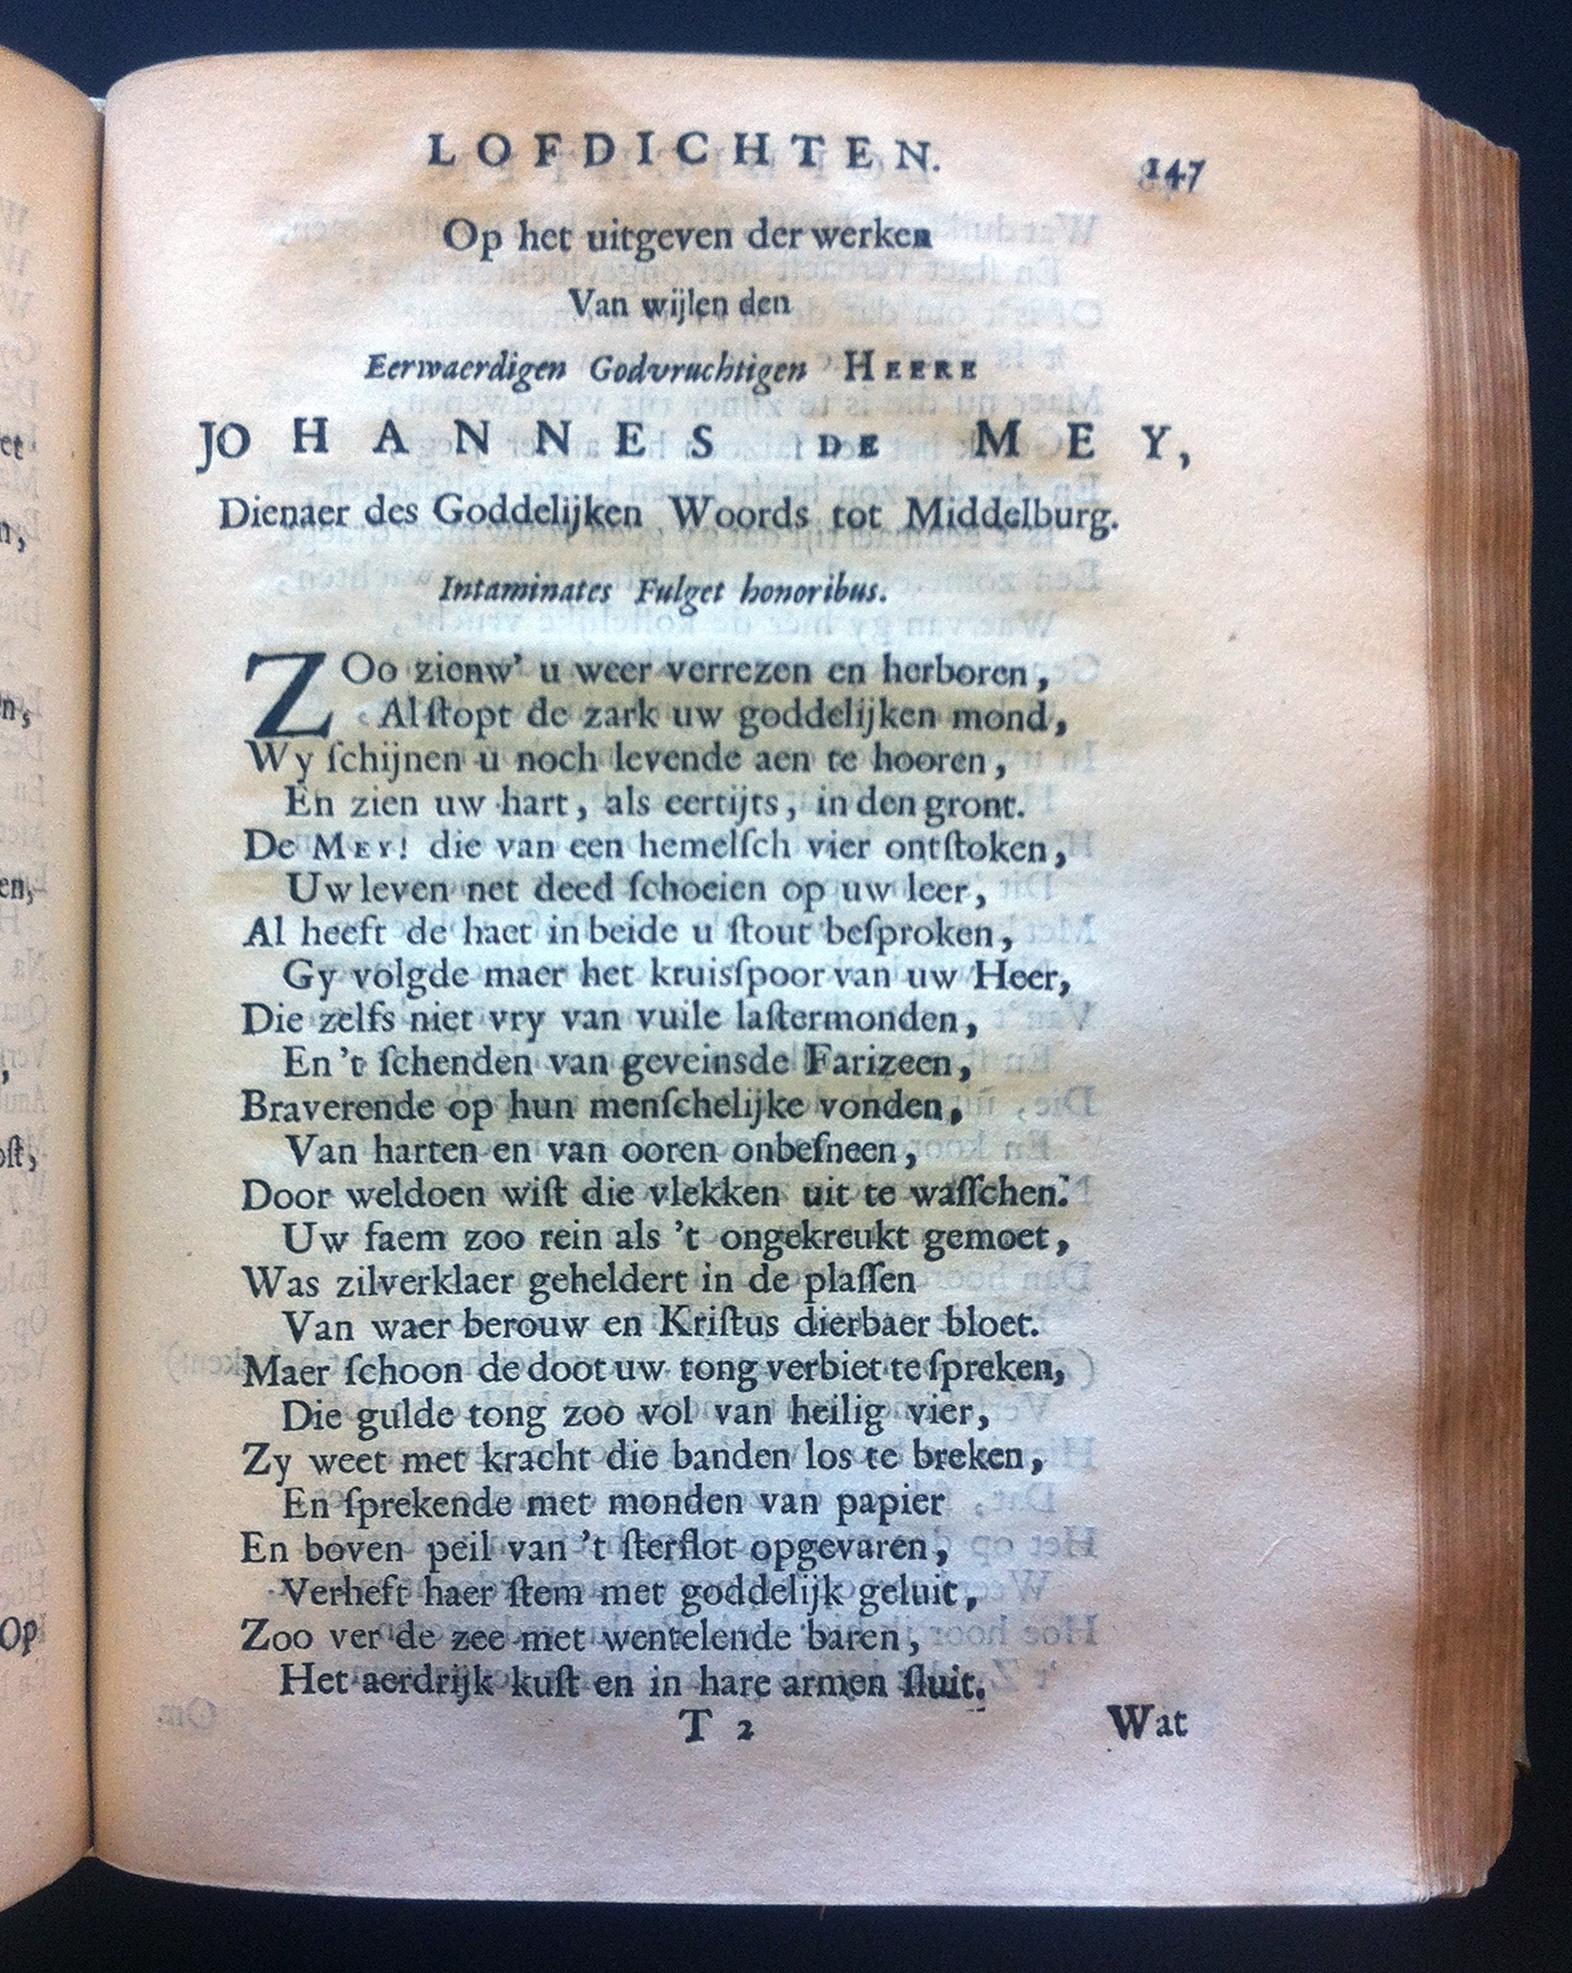 LOFDICHTEN. 147
Op het uitgeven der werken
Van wijlen den
Eerwaerdigen Godvruchtigen HEERE
JOHANNES DE MEY,
Dienaer des Goddelijken Woords tot Middelburg.
Intaminates Fulget honoribus.
ZOo zienw' u weer verrezen en herboren,
Al ſtopt de zark uw goddelijken mond,
Wy ſchijnen u noch levende aen te hooren,
En zien uw hart, als eertijts, in den gront.
De MEY! die van een hemelſch vier ontſtoken,
Uw leven net deed ſchoeien op uw leer,
Al heeft de haet in beide u ſtout beſproken,
Gy volgde maer het kruisſpoor van uw Heer,
Die zelfs niet vry van vuile laſtermonden,
En 't ſchenden van geveinsde Farizeen,
Braverende op hun menſchelijke vonden,
Van harten en van ooren onbeſneen,
Door weldoen wiſt die vlekken uit te waſſchen.
Uw faem zoo rein als 't ongekreukt gemoet,
Was zilverklaer geheldert in de plaſſen
Van waer berouw en Kriſtus dierbaer bloet.
Maer ſchoon de doot uw tong verbiet te ſpreken,
Die gulde tong zoo vol van heilig vier,
Zy weet met kracht die banden los te breken,
En ſprekende met monden van papier
En boven peil van 't ſterflot opgevaren,
Verheft haer ſtem met goddelijk geluit,
Zoo ver de zee met wentelende baren,
Het aerdrijk kuſt en in hare armen ſluit.
T 2 Wat